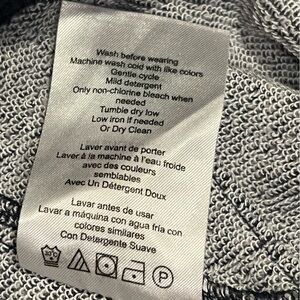 Wash before wearing
Machine wash cold with like colors
Gentle cycle
Mild detergent
Only non-chlorine bleach when
needed
Tumble dry low
Low iron if needed
Or Dry Clean
Laver avant de porter
Laver à la machine à l'eau froide
avec des couleurs
semblables
Avec Un Détergent Doux
Lavar antes de usar
Lavar a máquina con agua fría con
colores similares
Con Detergente Suave
P